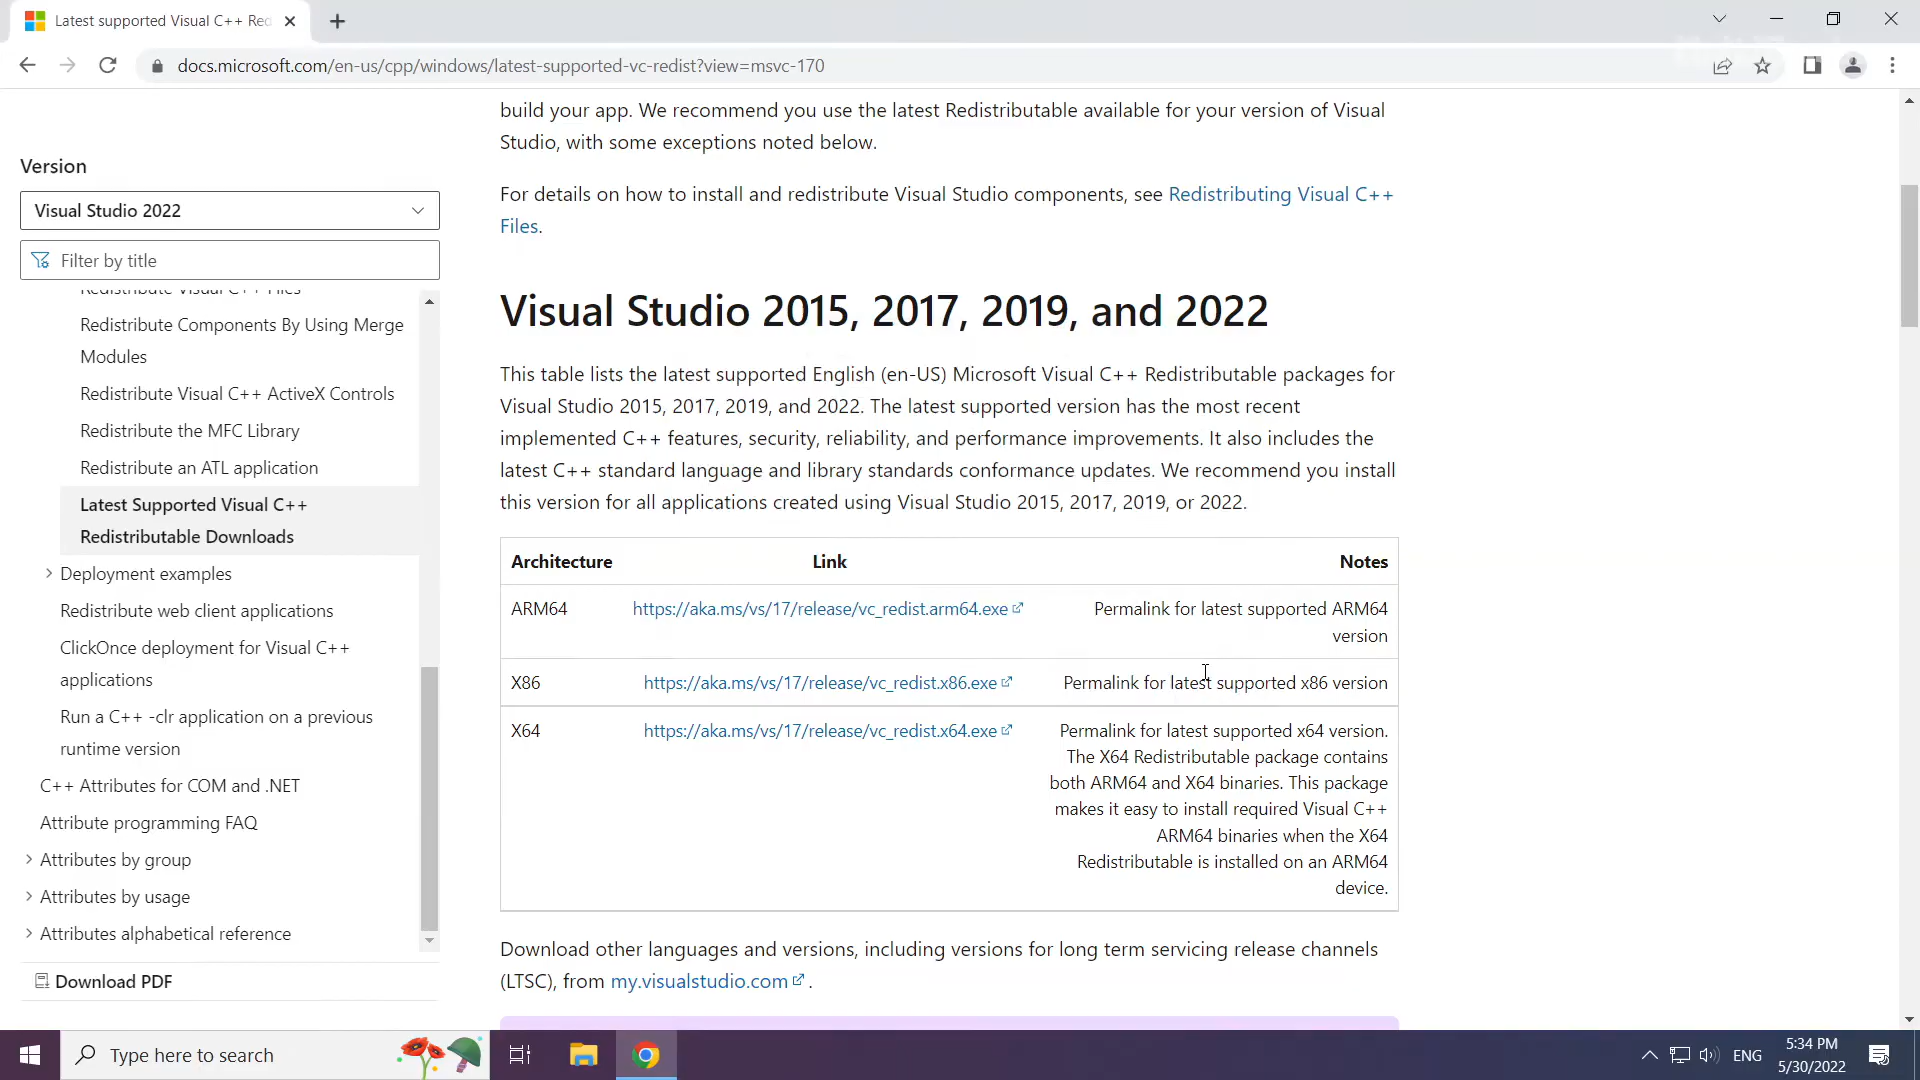 Latest supported Visual C++ Red
docs.microsoft.com/en-us/cpp/windows/latest-supported-vc-redist?view=msvc-170
Version
Visual Studio 2022
Filter by title
Redistribute Visual C++ Files
Redistribute Components By Using Merge
Modules
Redistribute Visual C++ ActiveX Controls
Redistribute the MFC Library
Redistribute an ATL application
Latest Supported Visual C++
Redistributable Downloads
Deployment examples
Redistribute web client applications
ClickOnce deployment for Visual C++
applications
Run a C++ -clr application on a previous
runtime version
C++ Attributes for COM and .NET
Attribute programming FAQ
Attributes by group
Attributes by usage
Attributes alphabetical reference
Download PDF
build your app. We recommend you use the latest Redistributable available for your version of Visual
Studio, with some exceptions noted below.
For details on how to install and redistribute Visual Studio components, see Redistributing Visual C++
Files.
Visual Studio 2015, 2017, 2019, and 2022
This table lists the latest supported English (en-US) Microsoft Visual C++ Redistributable packages for
Visual Studio 2015, 2017, 2019, and 2022. The latest supported version has the most recent
implemented C++ features, security, reliability, and performance improvements. It also includes the
latest C++ standard language and library standards conformance updates. We recommend you install
this version for all applications created using Visual Studio 2015, 2017, 2019, or 2022.
Architecture Link Notes
ARM64 https://aka.ms/vs/17/release/vc_redist.arm64.exe Permalink for latest supported ARM64
version
X86 https://aka.ms/vs/17/release/vc_redist.x86.exe Permalink for latest supported x86 version
X64 https://aka.ms/vs/17/release/vc_redist.x64.exe Permalink for latest supported x64 version.
The X64 Redistributable package contains
both ARM64 and X64 binaries. This package
makes it easy to install required Visual C++
ARM64 binaries when the X64
Redistributable is installed on an ARM64
device.
Download other languages and versions, including versions for long term servicing release channels
(LTSC), from my.visualstudio.com .
Type here to search
ENG
5:34 PM
5/30/2022